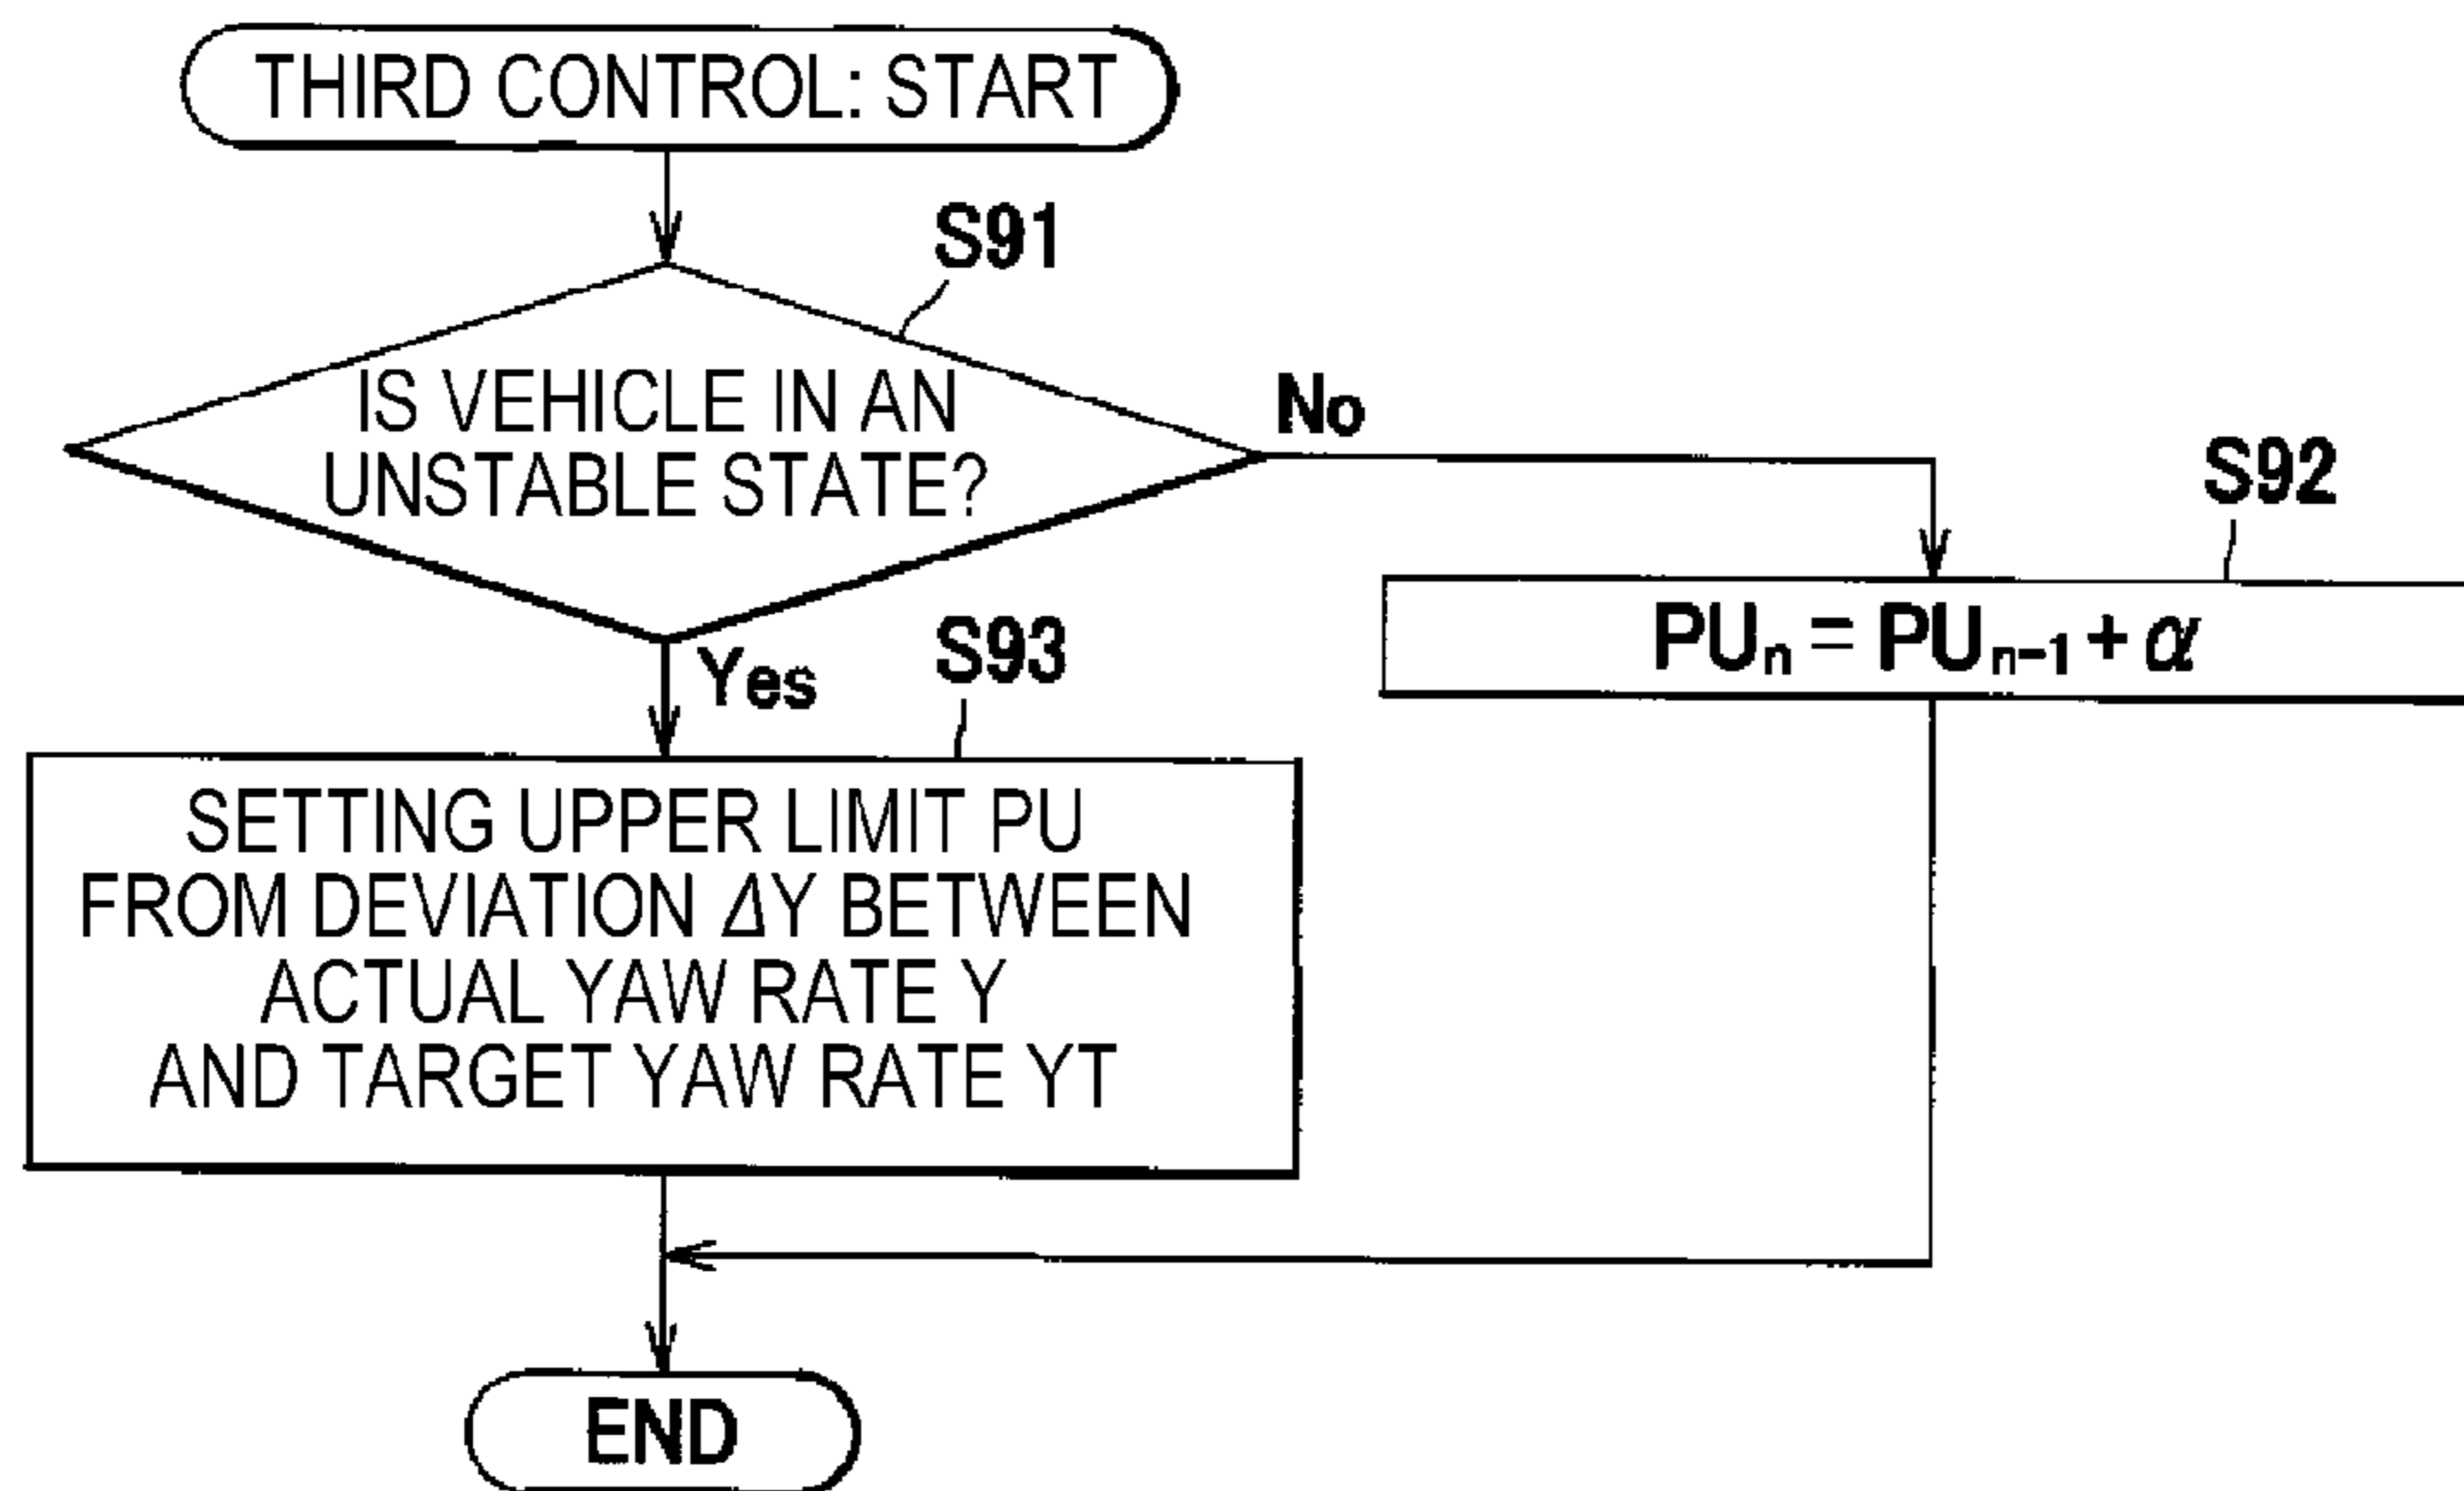 THIRD CONTROL: START
S91
IS VEHICLE IN AN
UNSTABLE STATE?
No
S92
PUₙ = PUₙ₋₁ + α
Yes
S93
SETTING UPPER LIMIT PU
FROM DEVIATION ΔY BETWEEN
ACTUAL YAW RATE Y
AND TARGET YAW RATE YT
END